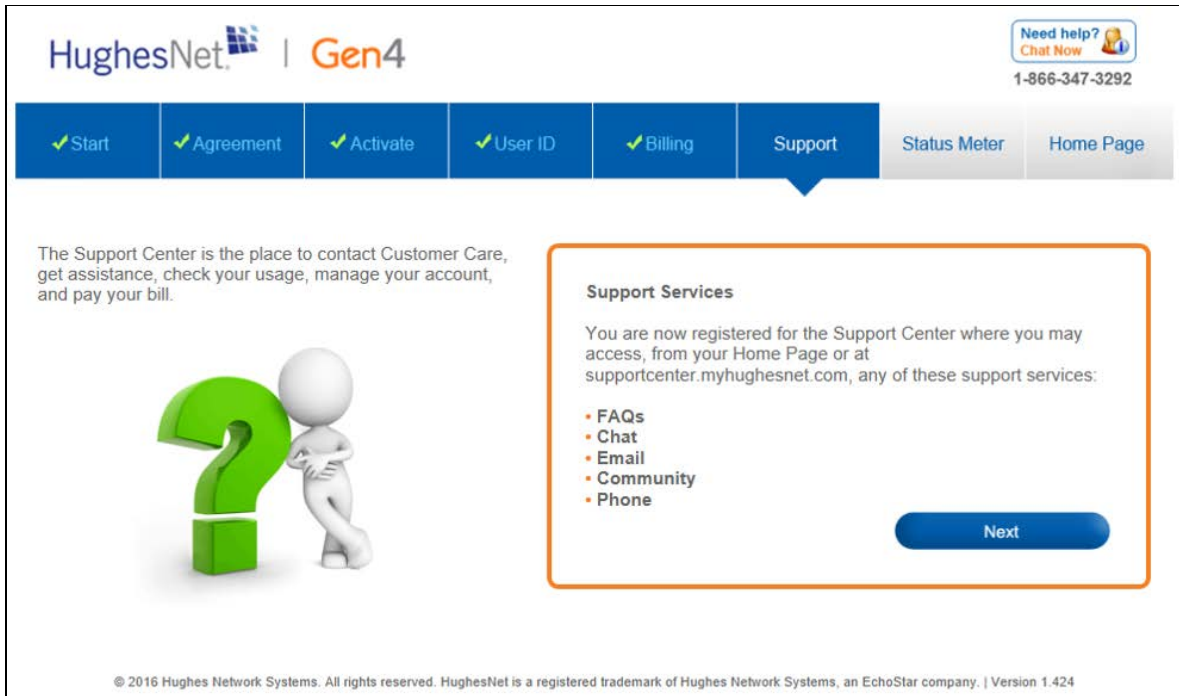 HughesNet. | Gen4
Need help?
Chat Now
1-866-347-3292
✓Start ✓Agreement ✓Activate ✓User ID ✓Billing Support Status Meter Home Page
The Support Center is the place to contact Customer Care,
get assistance, check your usage, manage your account,
and pay your bill.
Support Services
You are now registered for the Support Center where you may
access, from your Home Page or at
supportcenter.myhughesnet.com, any of these support services:
▪ FAQs
▪ Chat
▪ Email
▪ Community
▪ Phone
Next
© 2016 Hughes Network Systems. All rights reserved. HughesNet is a registered trademark of Hughes Network Systems, an EchoStar company. | Version 1.424